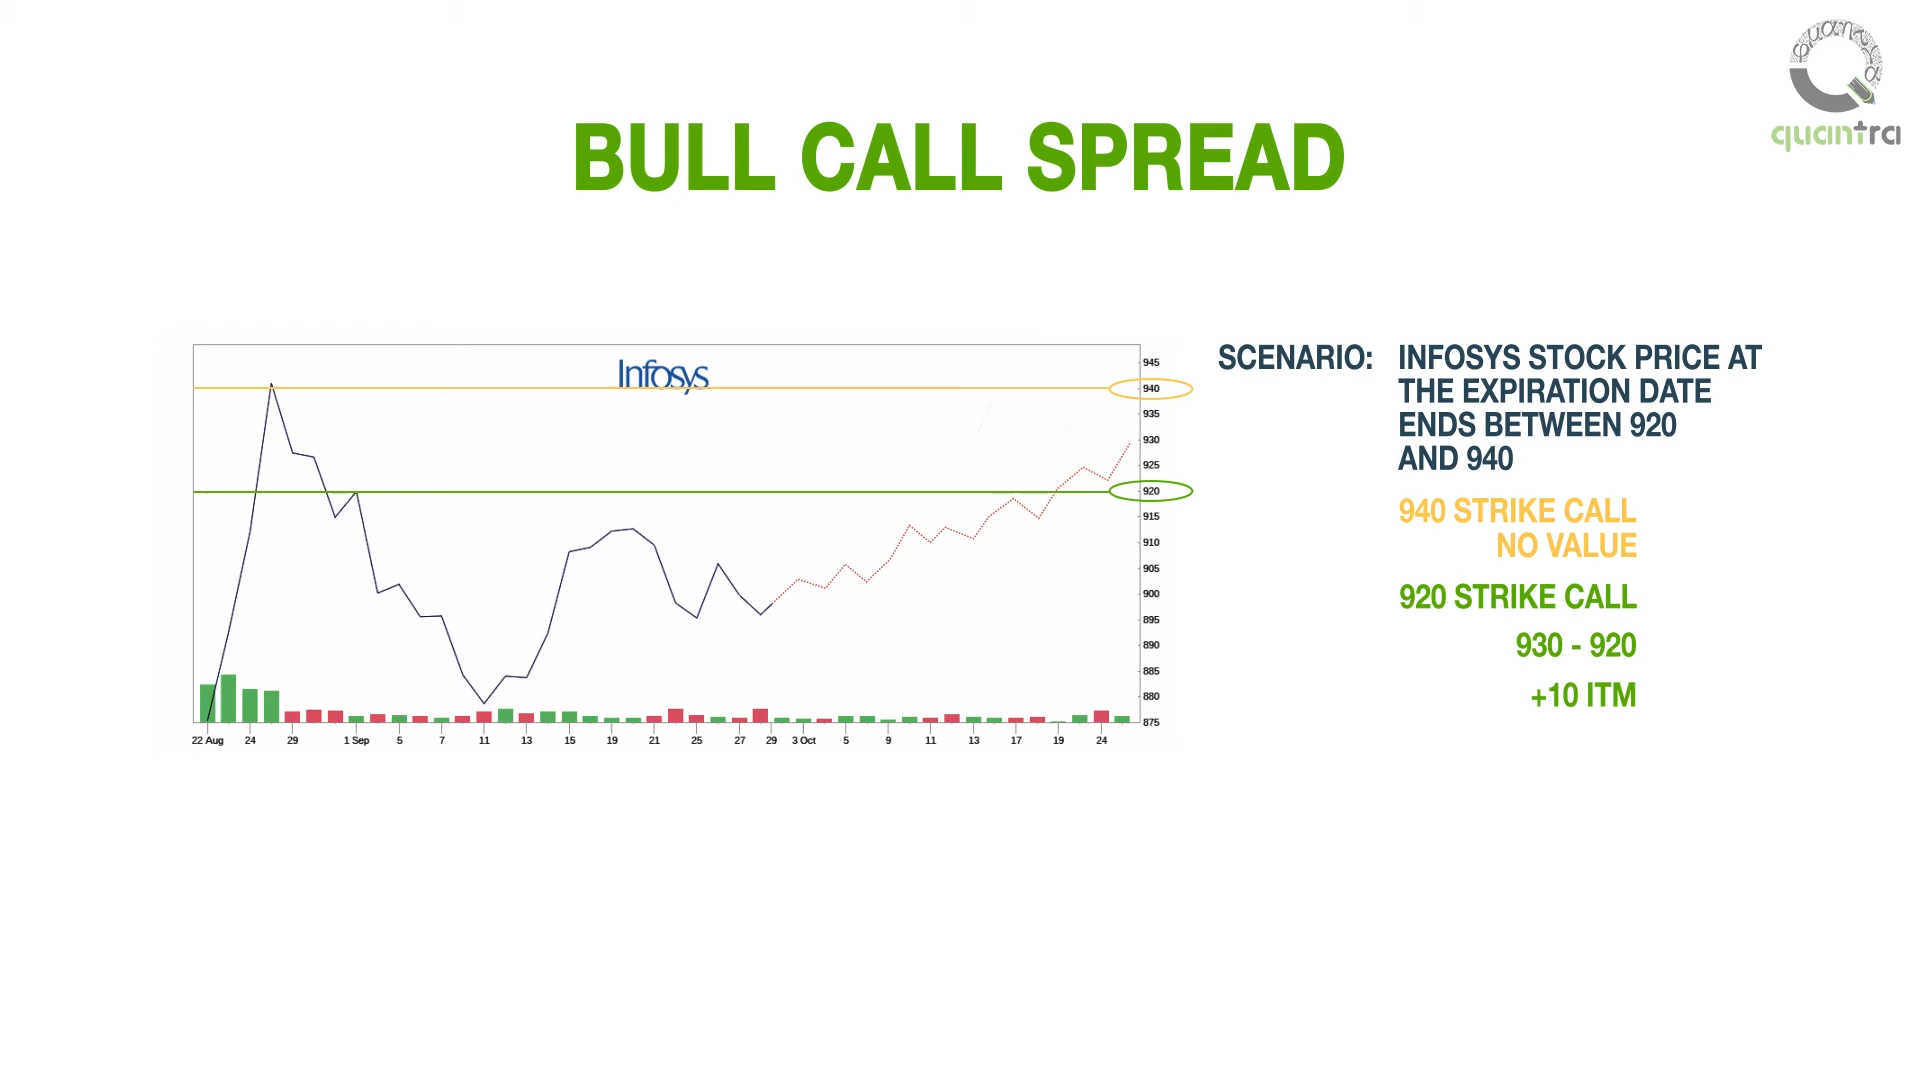 quantra
BULL CALL SPREAD
Infosys
945
940
935
930
925
920
915
910
905
900
895
890
885
880
875
22 Aug 24 29 1 Sep 5 7 11 13 15 19 21 25 27 29 3 Oct 5 9 11 13 17 19 24
SCENARIO: INFOSYS STOCK PRICE AT
THE EXPIRATION DATE
ENDS BETWEEN 920
AND 940
940 STRIKE CALL
NO VALUE
920 STRIKE CALL
930 - 920
+10 ITM